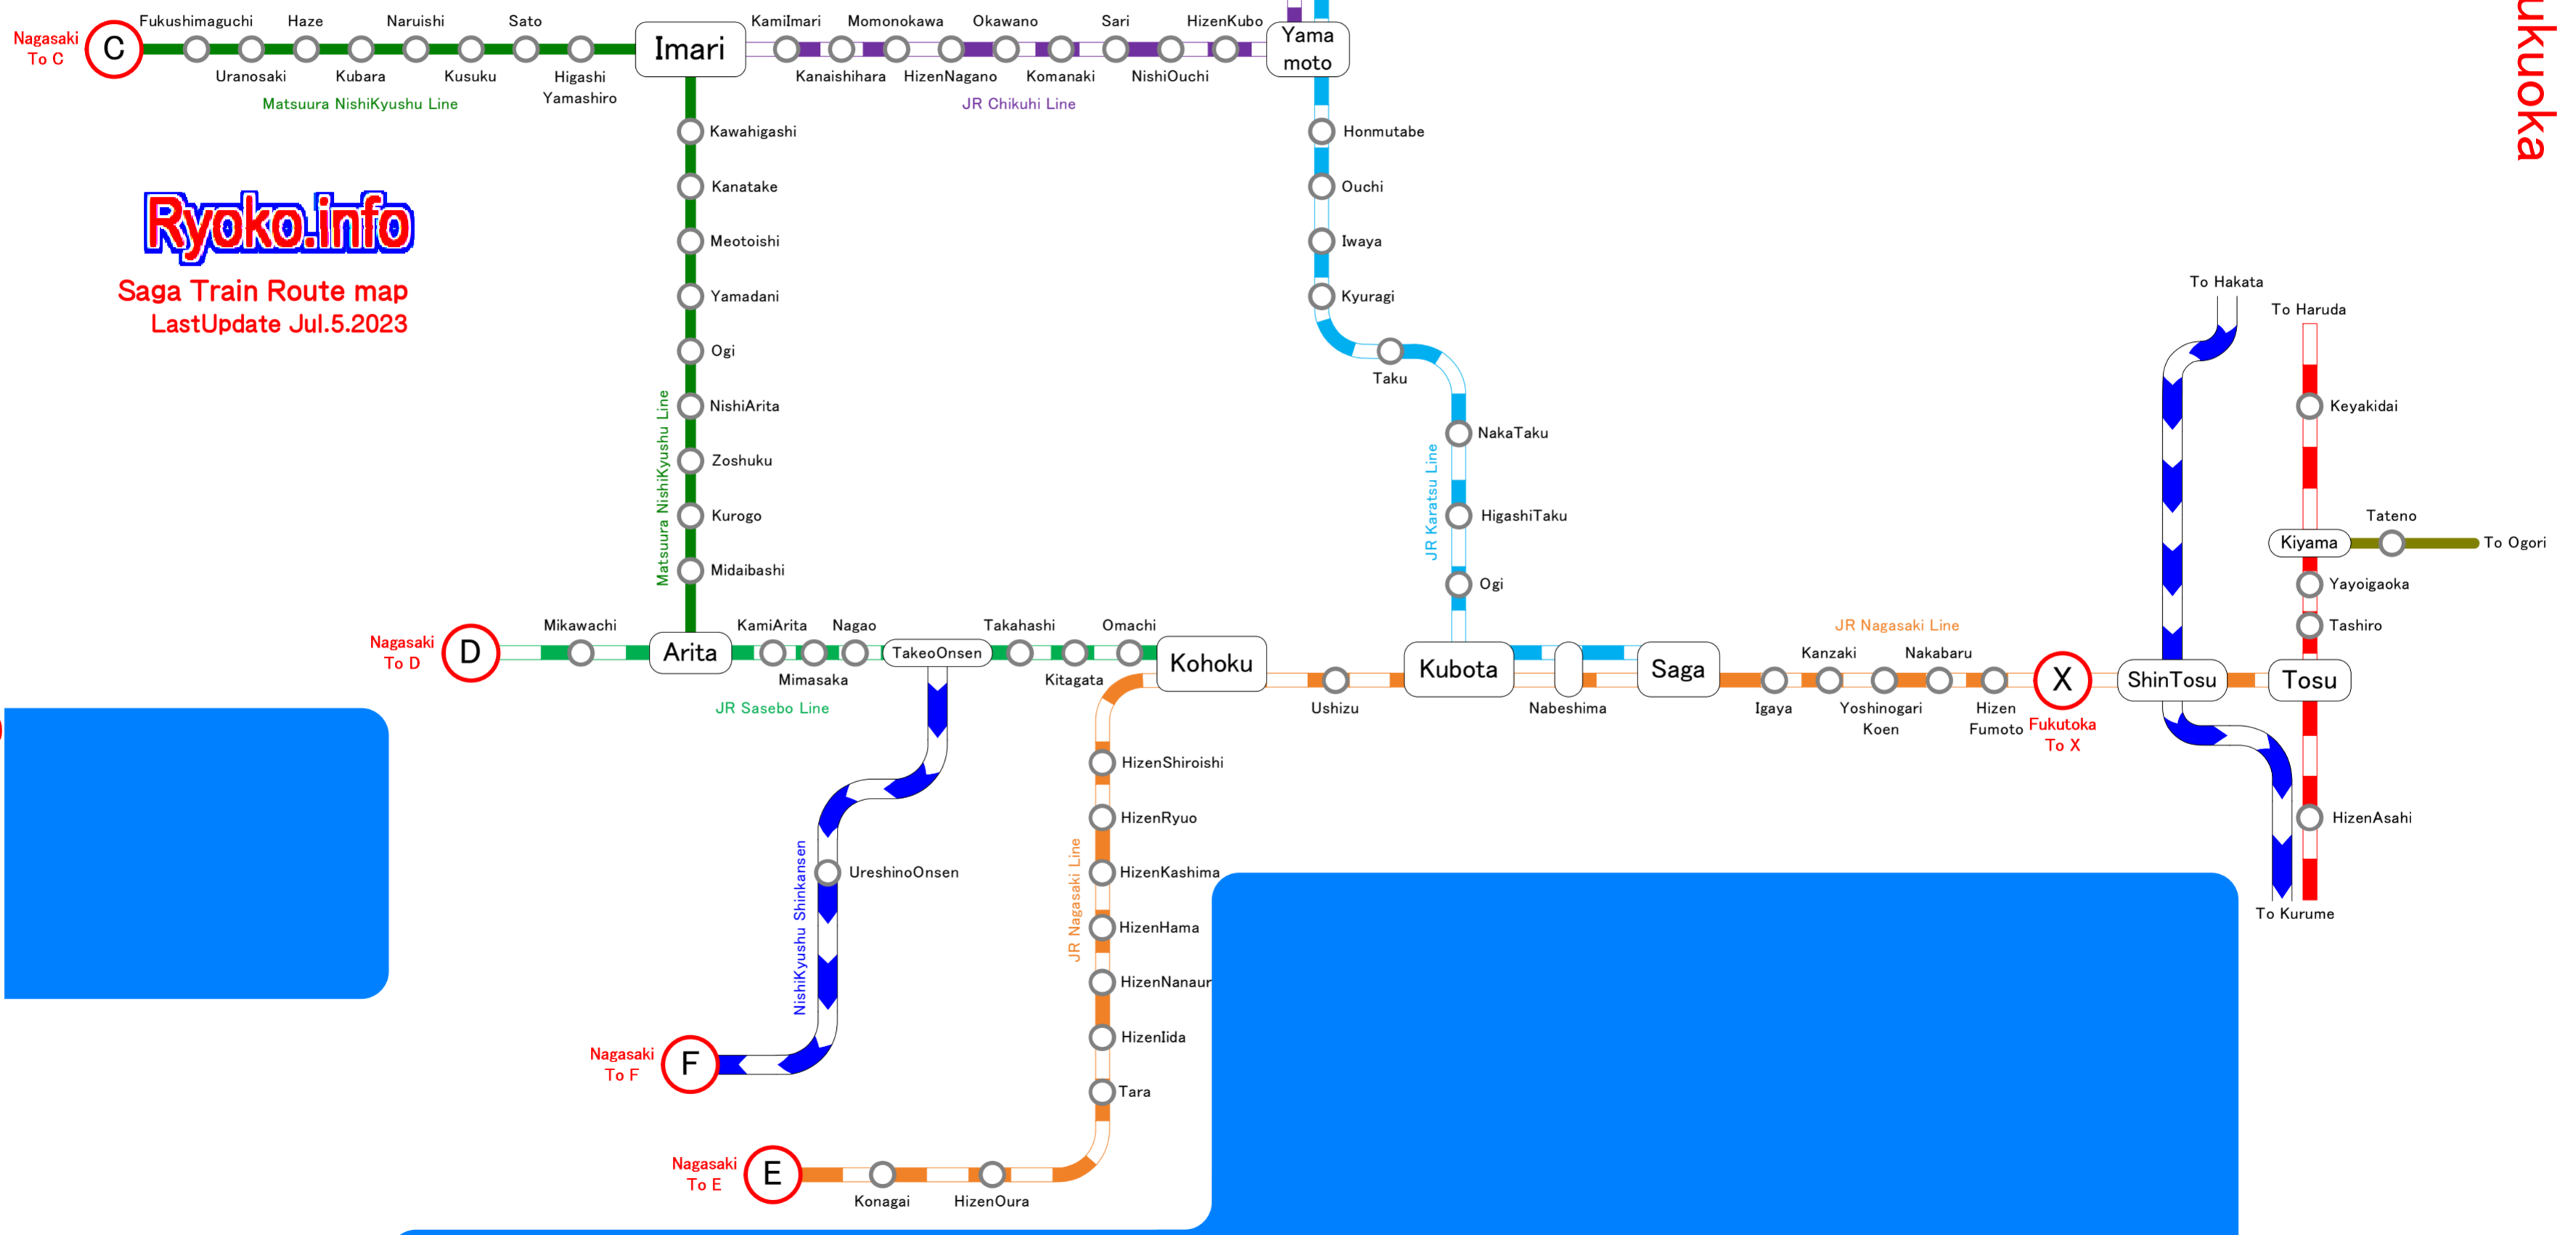 Fukushimaguchi
Haze
Naruishi
Sato
KamiImari
Momonokawa
Okawano
Sari
HizenKubo
Nagasaki
To C
C
Imari
Yama
moto
Uranosaki
Kubara
Kusuku
Higashi
Yamashiro
Kanaishihara
HizenNagano
Komanaki
NishiOuchi
Matsuura NishiKyushu Line
JR Chikuhi Line
ukuoka
Kawahigashi
Honmutabe
Kanatake
Ouchi
Ryoko.info
Meotoishi
Iwaya
Saga Train Route map
LastUpdate Jul.5.2023
Yamadani
Kyuragi
To Hakata
To Haruda
Ogi
Taku
NishiArita
Keyakidai
Matsuura NishiKyushu Line
NakaTaku
JR Karatsu Line
Zoshuku
Kurogo
HigashiTaku
Tateno
Kiyama
To Ogori
Midaibashi
Ogi
Yayoigaoka
Tashiro
Nagasaki
To D
D
Mikawachi
Arita
KamiArita
Nagao
TakeoOnsen
Takahashi
Omachi
Kohoku
Mimasaka
Kitagata
JR Sasebo Line
Kubota
Saga
JR Nagasaki Line
Kanzaki
Nakabaru
X
ShinTosu
Tosu
Ushizu
Nabeshima
Igaya
Yoshinogari
Koen
Hizen
Fumoto
Fukutoka
To X
HizenShiroishi
HizenRyuo
HizenAsahi
UreshinoOnsen
HizenKashima
NishiKyushu Shinkansen
JR Nagasaki Line
HizenHama
To Kurume
HizenNanaur
HizenIida
Nagasaki
To F
F
Tara
Nagasaki
To E
E
Konagai
HizenOura